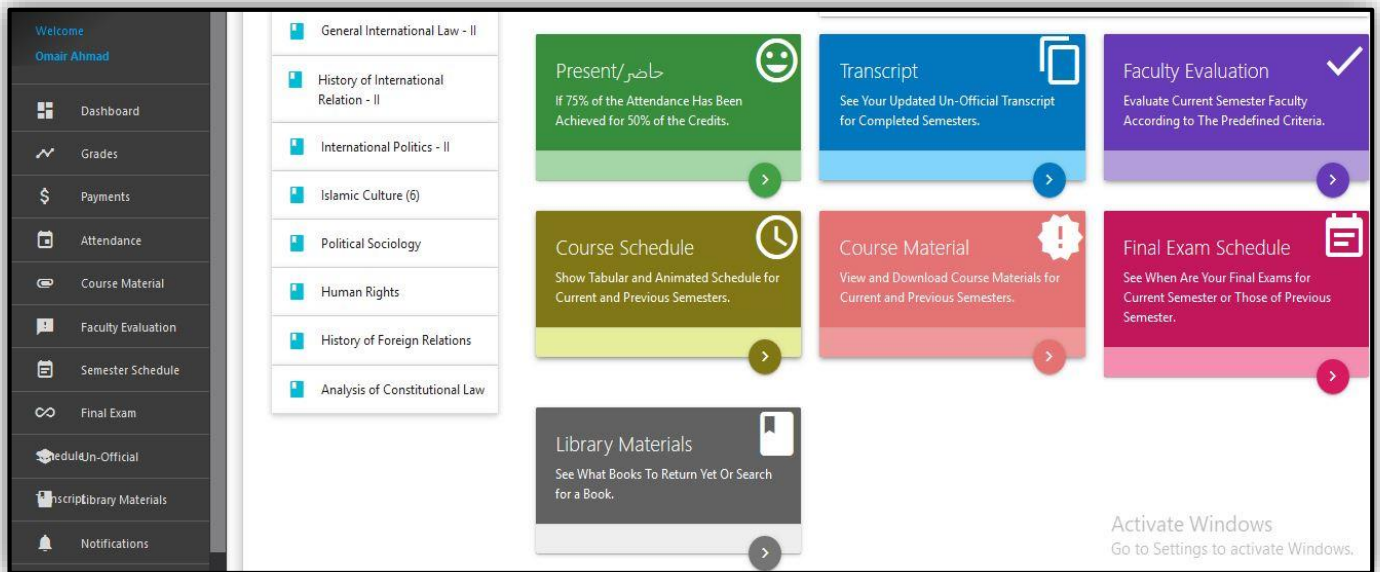 Welcome
Omair Ahmad
Dashboard
Grades
Payments
Attendance
Course Material
Faculty Evaluation
Semester Schedule
Final Exam
Un-Official
Library Materials
Notifications
General International Law - II
History of International
Relation - II
International Politics - II
Islamic Culture (6)
Political Sociology
Human Rights
History of Foreign Relations
Analysis of Constitutional Law
Present/حاضر
If 75% of the Attendance Has Been
Achieved for 50% of the Credits.
Transcript
See Your Updated Un-Official Transcript
for Completed Semesters.
Faculty Evaluation
Evaluate Current Semester Faculty
According to The Predefined Criteria.
Course Schedule
Show Tabular and Animated Schedule for
Current and Previous Semesters.
Course Material
View and Download Course Materials for
Current and Previous Semesters.
Final Exam Schedule
See When Are Your Final Exams for
Current Semester or Those of Previous
Semester.
Library Materials
See What Books To Return Yet Or Search
for a Book.
Activate Windows
Go to Settings to activate Windows.